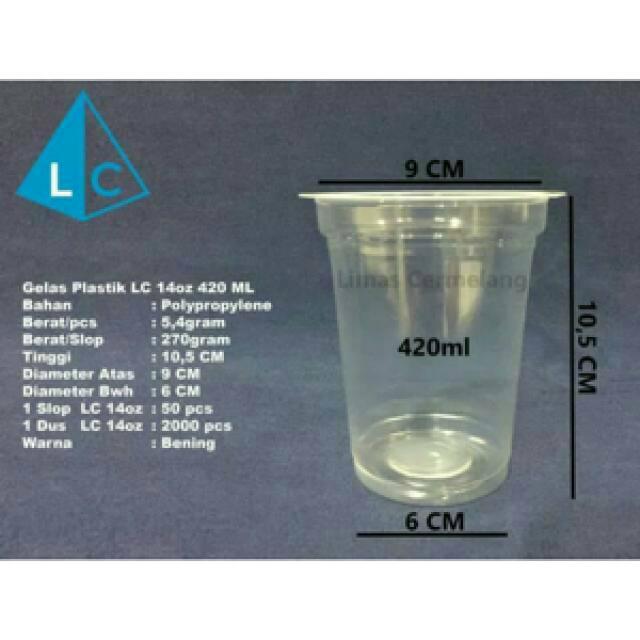 L C
9 CM
Limas Cermelang
Gelas Plastik LC 14oz 420 ML
Bahan : Polypropylene
Berat/pcs : 5,4gram
Berat/Slop : 270gram
Tinggi : 10,5 CM
Diameter Atas : 9 CM
Diameter Bwh : 6 CM
1 Slop LC 14oz : 50 pcs
1 Dus LC 14oz : 2000 pcs
Warna : Bening
420ml
10,5 CM
6 CM